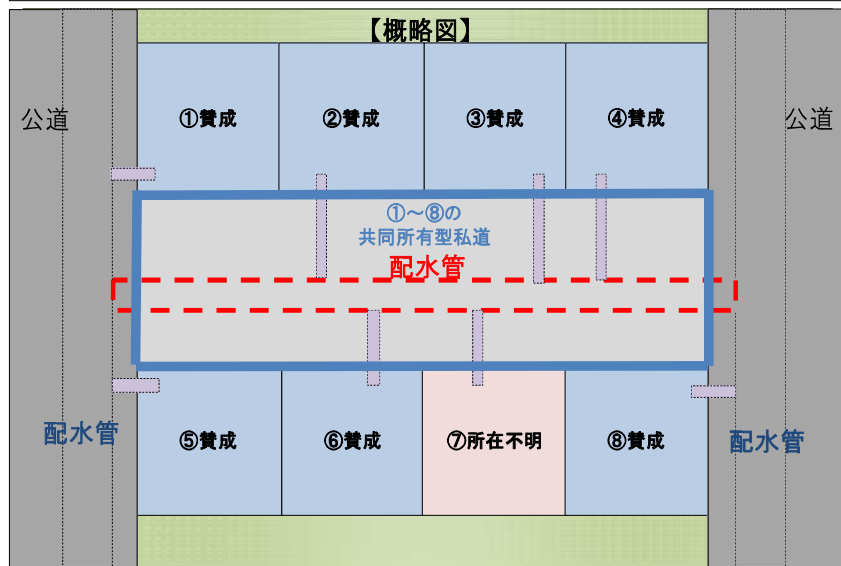 【概略図】
公道
①賛成
②賛成
③賛成
④賛成
公道
①～⑧の
共同所有型私道
配水管
配水管
⑤賛成
⑥賛成
⑦所在不明
⑧賛成
配水管